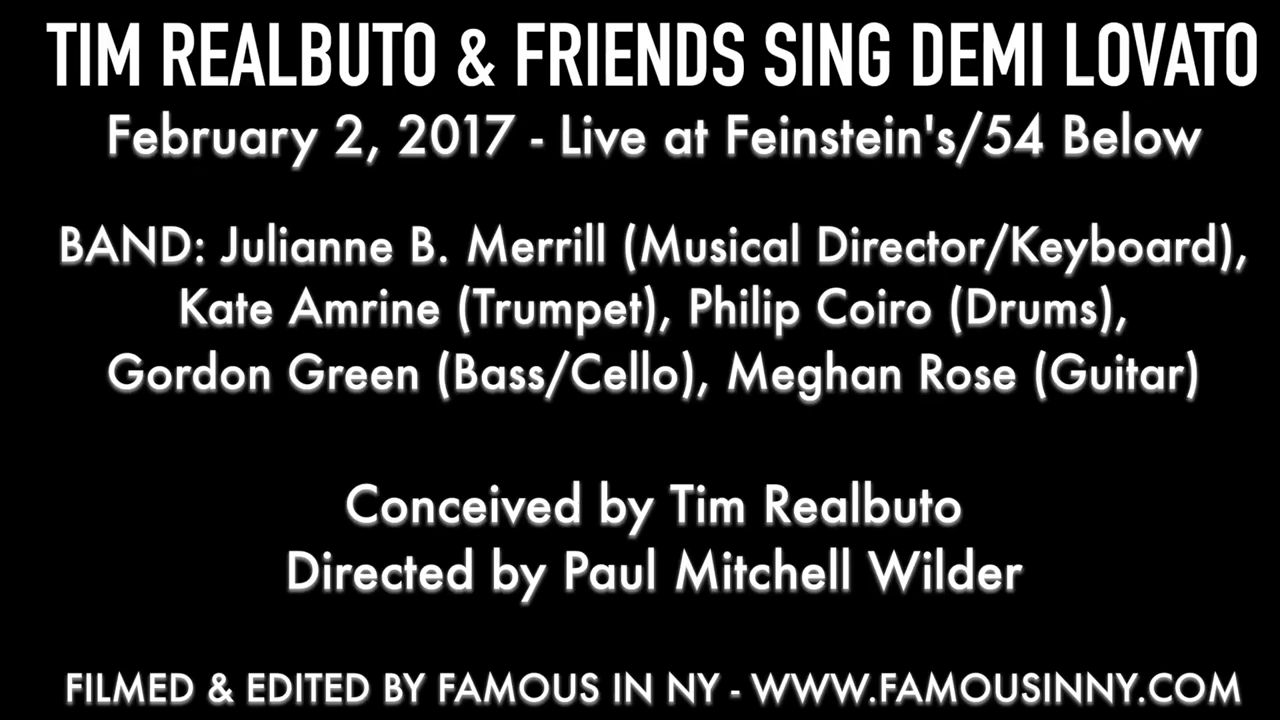 TIM REALBUTO & FRIENDS SING DEMI LOVATO
February 2, 2017 - Live at Feinstein's/54 Below
BAND: Julianne B. Merrill (Musical Director/Keyboard),
Kate Amrine (Trumpet), Philip Coiro (Drums),
Gordon Green (Bass/Cello), Meghan Rose (Guitar)
Conceived by Tim Realbuto
Directed by Paul Mitchell Wilder
FILMED & EDITED BY FAMOUS IN NY - WWW.FAMOUSINNY.COM